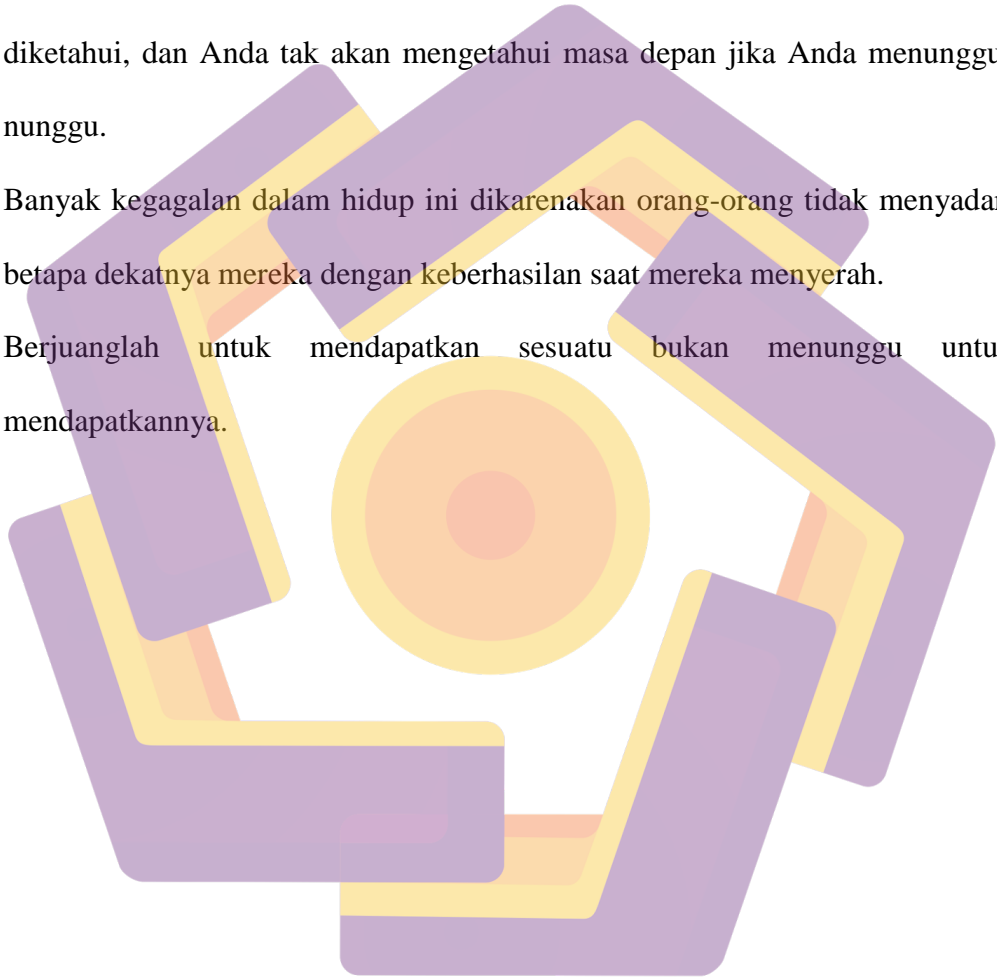 diketahui, dan Anda tak akan mengetahui masa depan jika Anda menunggu
nunggu.
Banyak kegagalan dalam hidup ini dikarenakan orang-orang tidak menyadar
betapa dekatnya mereka dengan keberhasilan saat mereka menyerah.
Berjuanglah untuk mendapatkan sesuatu bukan menunggu untu
mendapatkannya.